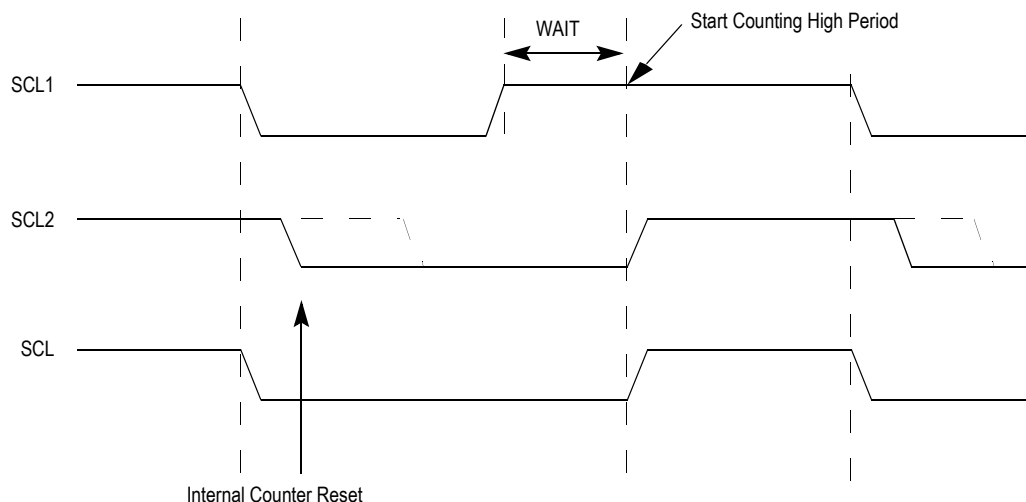 Start Counting High Period
WAIT
SCL1
SCL2
SCL
Internal Counter Reset